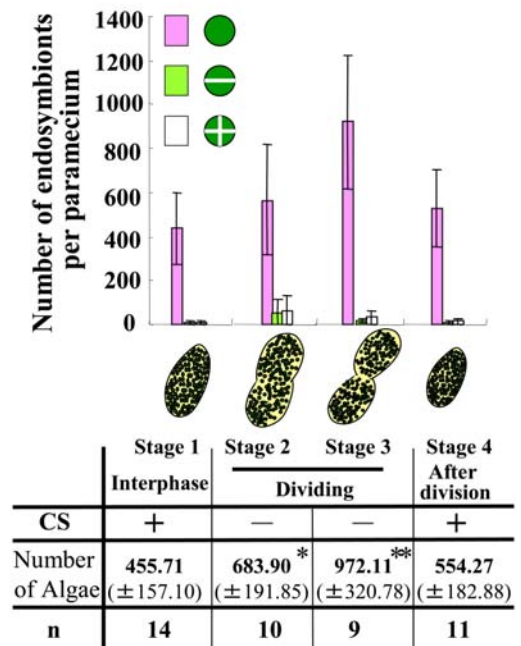 Number of endosymbionts
per paramecium
1400
1200
1000
800
600
400
200
0
Stage 1 Stage 2 Stage 3 Stage 4
Interphase Dividing After
division
CS + − − +
Number
of Algae 455.71 683.90 * 972.11 ** 554.27
(±157.10) (±191.85) (±320.78) (±182.88)
n 14 10 9 11